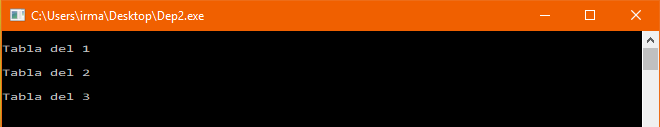 C:\Users\irma\Desktop\Dep2.exe
Tabla del 1
Tabla del 2
Tabla del 3